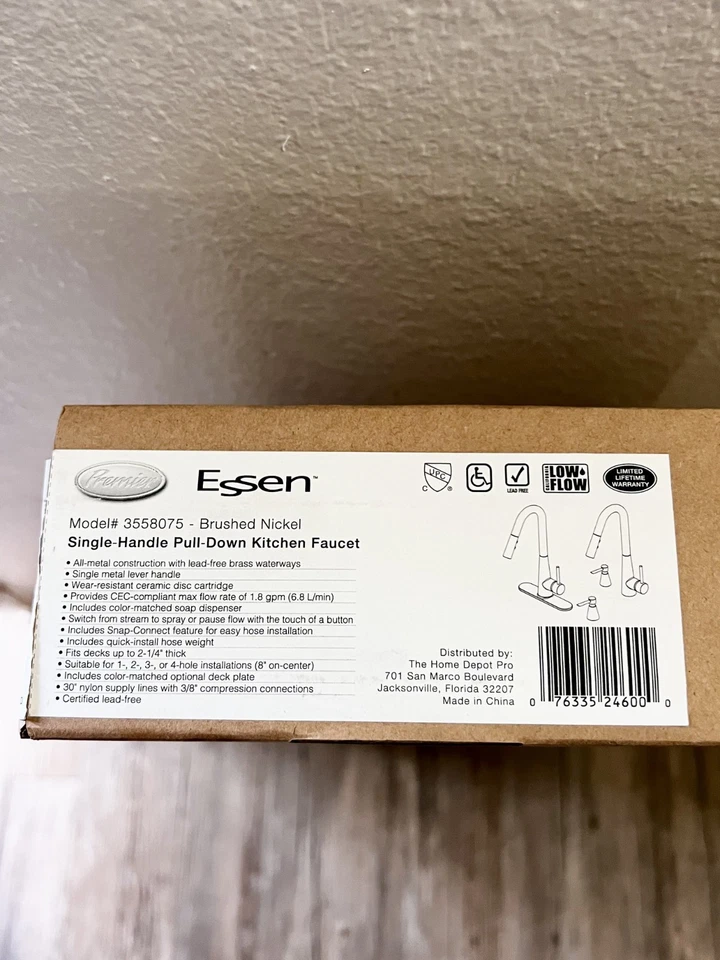 Premier
Essen™
Model# 3558075 - Brushed Nickel
Single-Handle Pull-Down Kitchen Faucet
• All-metal construction with lead-free brass waterways
• Single metal lever handle
• Wear-resistant ceramic disc cartridge
• Provides CEC-compliant max flow rate of 1.8 gpm (6.8 L/min)
• Includes color-matched soap dispenser
• Switch from stream to spray or pause flow with the touch of a button
• Includes Snap-Connect feature for easy hose installation
• Includes quick-install hose weight
• Fits decks up to 2-1/4" thick
• Suitable for 1-, 2-, 3-, or 4-hole installations (8" on-center)
• Includes color-matched optional deck plate
• 30" nylon supply lines with 3/8" compression connections
• Certified lead-free
UPC
C ®
LEAD FREE
LOW
FLOW
LIMITED
LIFETIME
WARRANTY
Distributed by:
The Home Depot Pro
701 San Marco Boulevard
Jacksonville, Florida 32207
Made in China
0 76335 24600 0